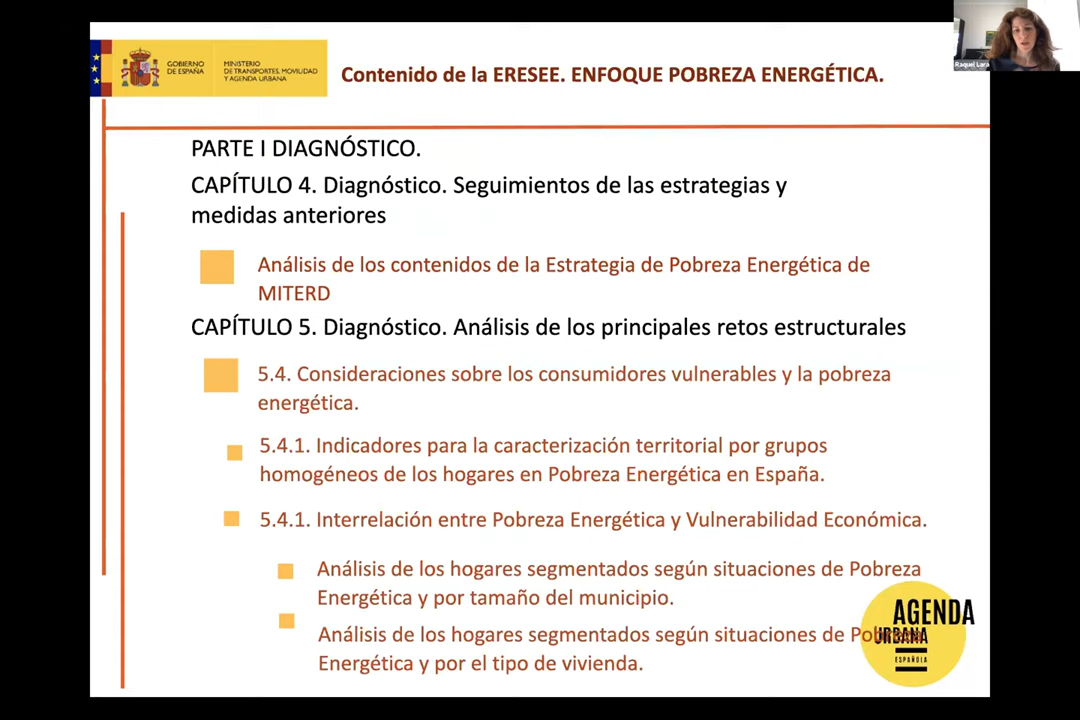 GOBIERNO
DE ESPAÑA
MINISTERIO
DE TRANSPORTES, MOVILIDAD
Y AGENDA URBANA
Contenido de la ERESEE. ENFOQUE POBREZA ENERGÉTICA.
Raquel Lara
PARTE I DIAGNÓSTICO.
CAPÍTULO 4. Diagnóstico. Seguimientos de las estrategias y
medidas anteriores
Análisis de los contenidos de la Estrategia de Pobreza Energética de
MITERD
CAPÍTULO 5. Diagnóstico. Análisis de los principales retos estructurales
5.4. Consideraciones sobre los consumidores vulnerables y la pobreza
energética.
5.4.1. Indicadores para la caracterización territorial por grupos
homogéneos de los hogares en Pobreza Energética en España.
5.4.1. Interrelación entre Pobreza Energética y Vulnerabilidad Económica.
Análisis de los hogares segmentados según situaciones de Pobreza
Energética y por tamaño del municipio.
Análisis de los hogares segmentados según situaciones de Pobreza
Energética y por el tipo de vivienda.
AGENDA
URBANA
ESPAÑOLA